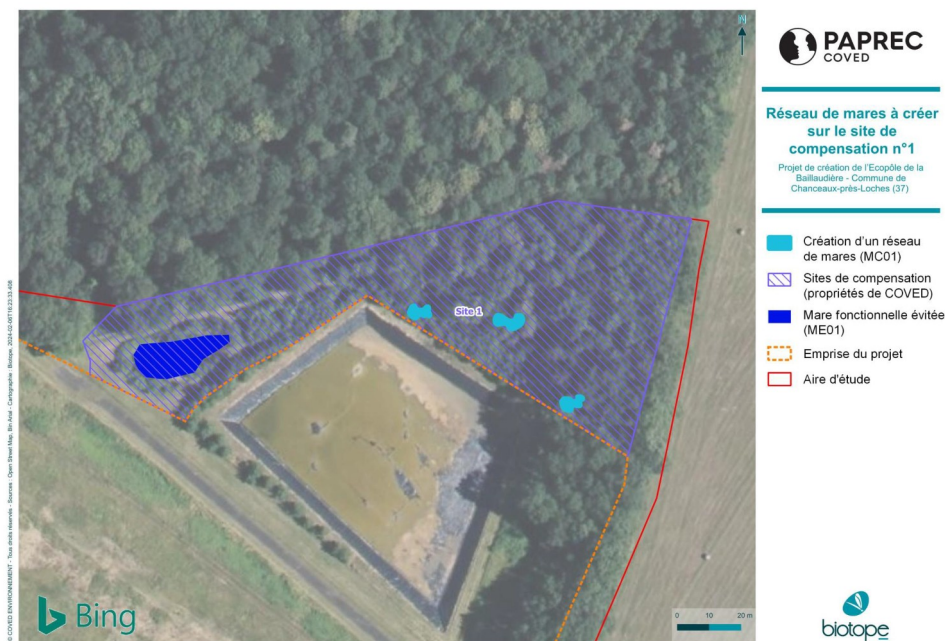 N
PAPREC
COVED
Réseau de mares à créer
sur le site de
compensation n°1
Projet de création de l'Ecopôle de la
Baillaudière - Commune de
Chanceaux-près-Loches (37)
Création d'un réseau
de mares (MC01)
Sites de compensation
(propriétés de COVED)
Mare fonctionnelle évitée
(ME01)
Emprise du projet
Aire d'étude
Site 1
Bing
0 10 20 m
biotope